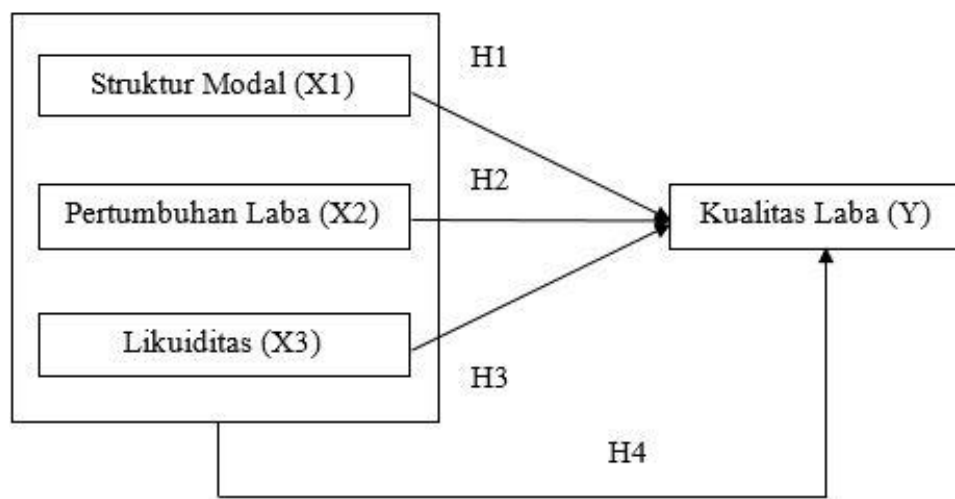 H1
Struktur Modal (X1)
H2
Pertumbuhan Laba (X2)
Kualitas Laba (Y)
Likuiditas (X3)
H3
H4